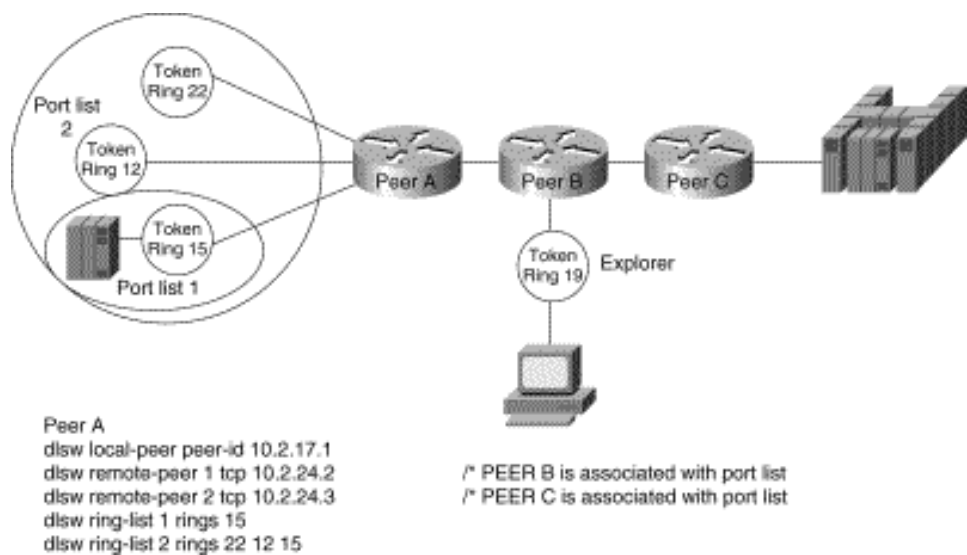 Token
Ring 22
Port list
2
Token
Ring 12
Token
Ring 15
Port list 1
Peer A
Peer B
Peer C
Token
Ring 19
Explorer
Peer A
dlsw local-peer peer-id 10.2.17.1
dlsw remote-peer 1 tcp 10.2.24.2 /* PEER B is associated with port list
dlsw remote-peer 2 tcp 10.2.24.3 /* PEER C is associated with port list
dlsw ring-list 1 rings 15
dlsw ring-list 2 rings 22 12 15